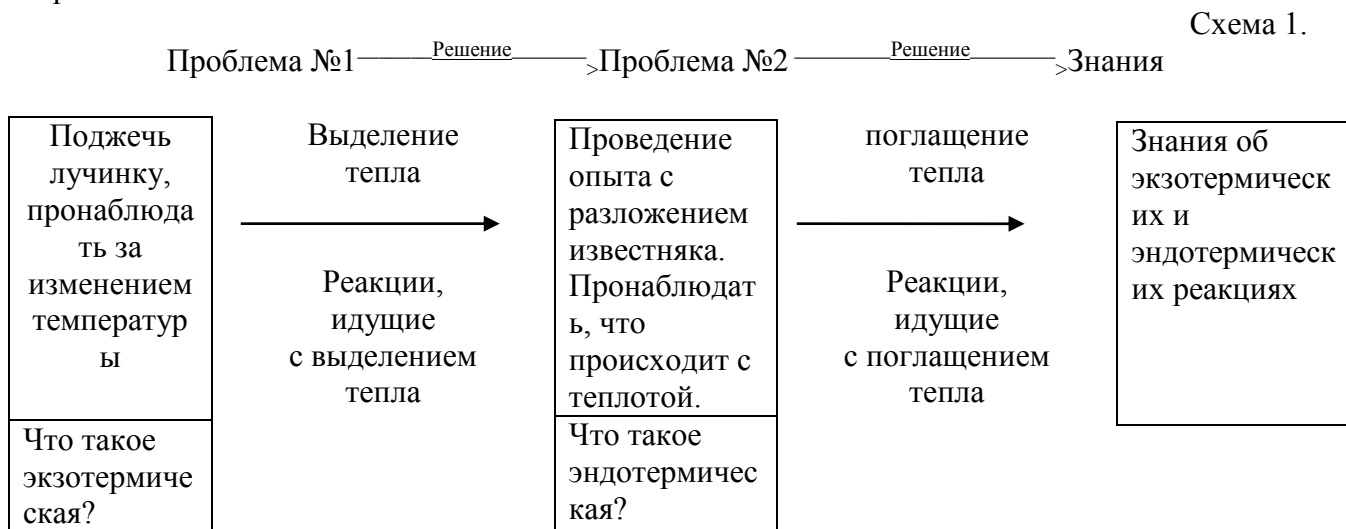 Схема 1.
Проблема №1 Решение >Проблема №2 Решение >Знания
Поджечь
лучинку,
пронаблюда
ть за
изменением
температур
ы
Что такое
экзотермиче
ская?
Выделение
тепла
Реакции,
идущие
с выделением
тепла
Проведение
опыта с
разложением
известняка.
Пронаблюдат
ь, что
происходит с
теплотой.
Что такое
эндотермичес
кая?
поглащение
тепла
Реакции,
идущие
с поглащением
тепла
Знания об
экзотермическ
их и
эндотермическ
их реакциях